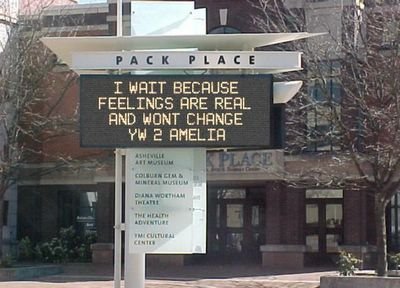 PACK PLACE
I WAIT BECAUSE
FEELINGS ARE REAL
AND WONT CHANGE
YW 2 AMELIA
ASHEVILLE
ART MUSEUM
COLBURN GEM &
MINERAL MUSEUM
DIANA WORTHAM
THEATRE
THE HEALTH
ADVENTURE
YMI CULTURAL
CENTER
PACK PLACE